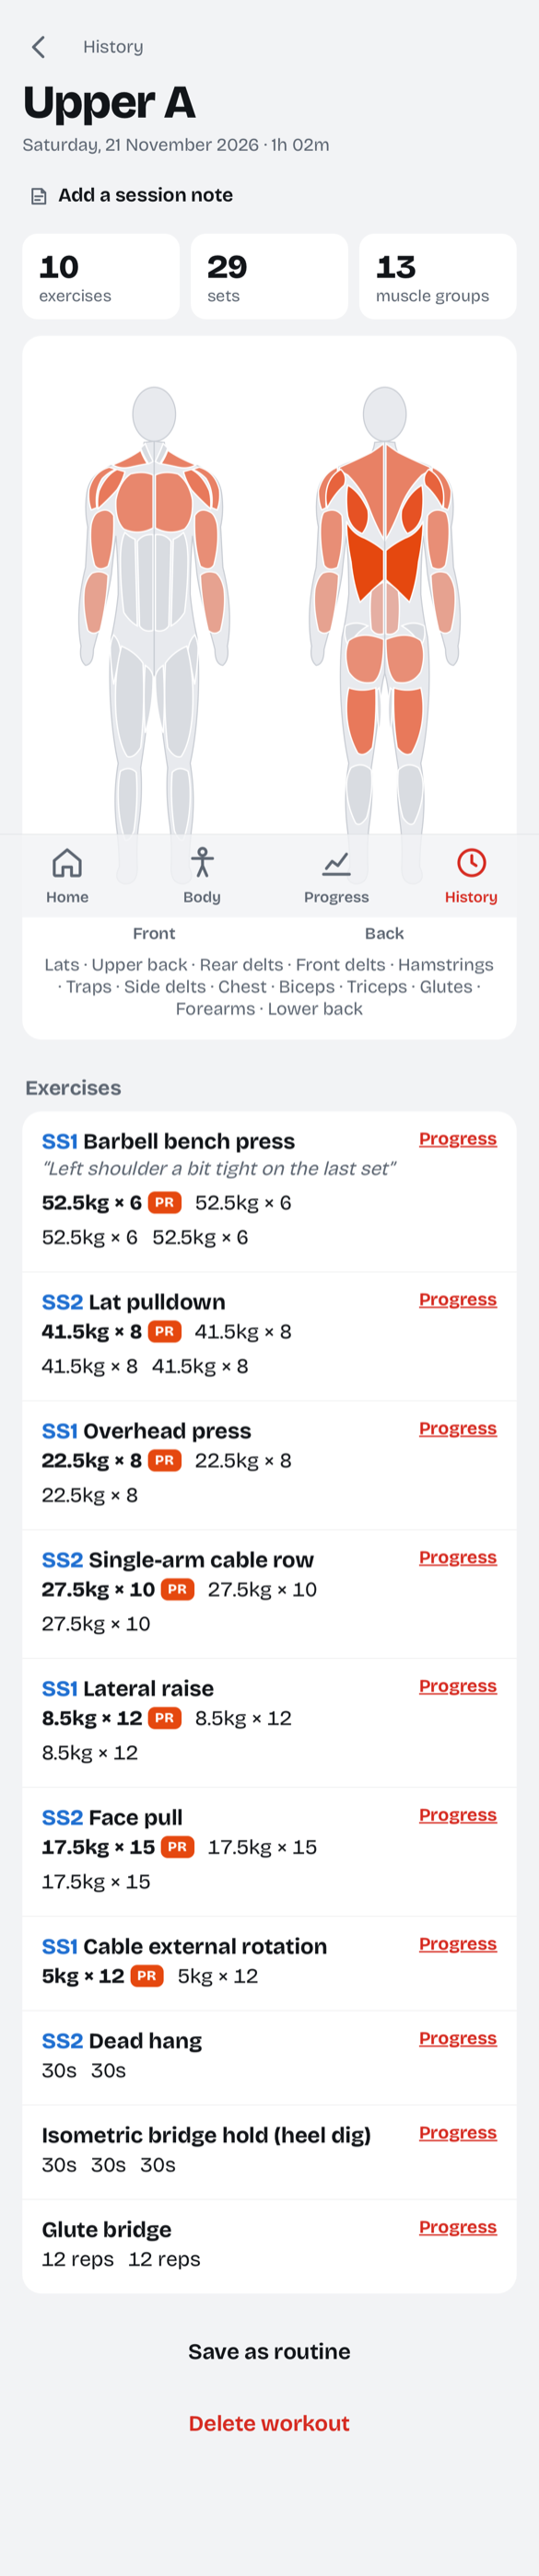 History
Upper A
Saturday, 21 November 2026 · 1h 02m
Add a session note
10
exercises
29
sets
13
muscle groups
Home
Body
Progress
History
Front
Back
Lats · Upper back · Rear delts · Front delts · Hamstrings
· Traps · Side delts · Chest · Biceps · Triceps · Glutes ·
Forearms · Lower back
Exercises
SS1 Barbell bench press
Progress
“Left shoulder a bit tight on the last set”
52.5kg × 6 PR 52.5kg × 6
52.5kg × 6 52.5kg × 6
SS2 Lat pulldown
Progress
41.5kg × 8 PR 41.5kg × 8
41.5kg × 8 41.5kg × 8
SS1 Overhead press
Progress
22.5kg × 8 PR 22.5kg × 8
22.5kg × 8
SS2 Single-arm cable row
Progress
27.5kg × 10 PR 27.5kg × 10
27.5kg × 10
SS1 Lateral raise
Progress
8.5kg × 12 PR 8.5kg × 12
8.5kg × 12
SS2 Face pull
Progress
17.5kg × 15 PR 17.5kg × 15
17.5kg × 15
SS1 Cable external rotation
Progress
5kg × 12 PR 5kg × 12
SS2 Dead hang
Progress
30s 30s
Isometric bridge hold (heel dig)
Progress
30s 30s 30s
Glute bridge
Progress
12 reps 12 reps
Save as routine
Delete workout